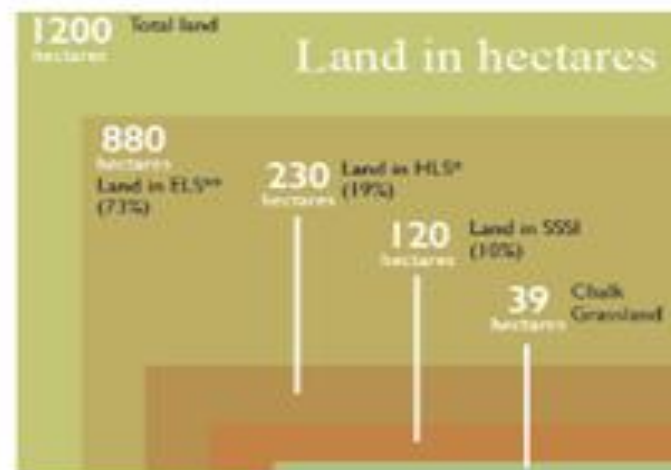 1200 Total land
hectares
Land in hectares
880
hectares
Land in ELS**
(73%)
230 Land in HLS*
hectares (19%)
120 Land in SSSI
hectares (10%)
39 Chalk
hectares Grassland